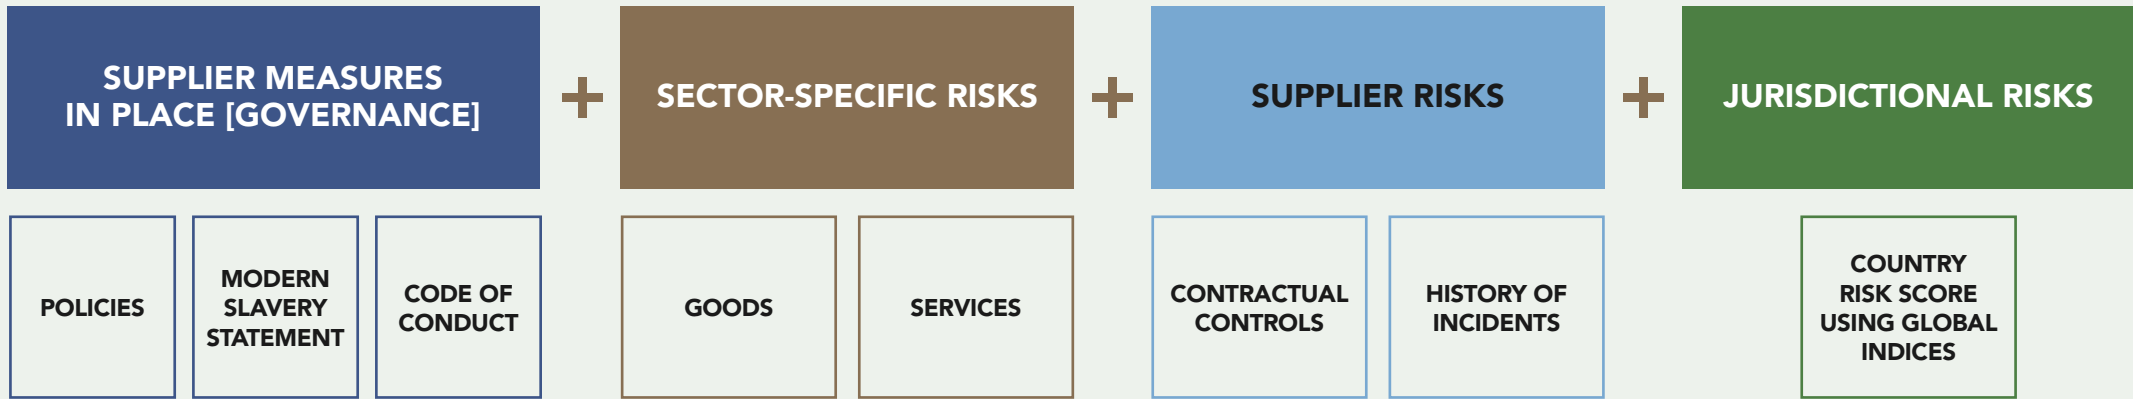 SUPPLIER MEASURES
IN PLACE [GOVERNANCE]
+
SECTOR-SPECIFIC RISKS
+
SUPPLIER RISKS
+
JURISDICTIONAL RISKS
POLICIES
MODERN
SLAVERY
STATEMENT
CODE OF
CONDUCT
GOODS
SERVICES
CONTRACTUAL
CONTROLS
HISTORY OF
INCIDENTS
COUNTRY
RISK SCORE
USING GLOBAL
INDICES